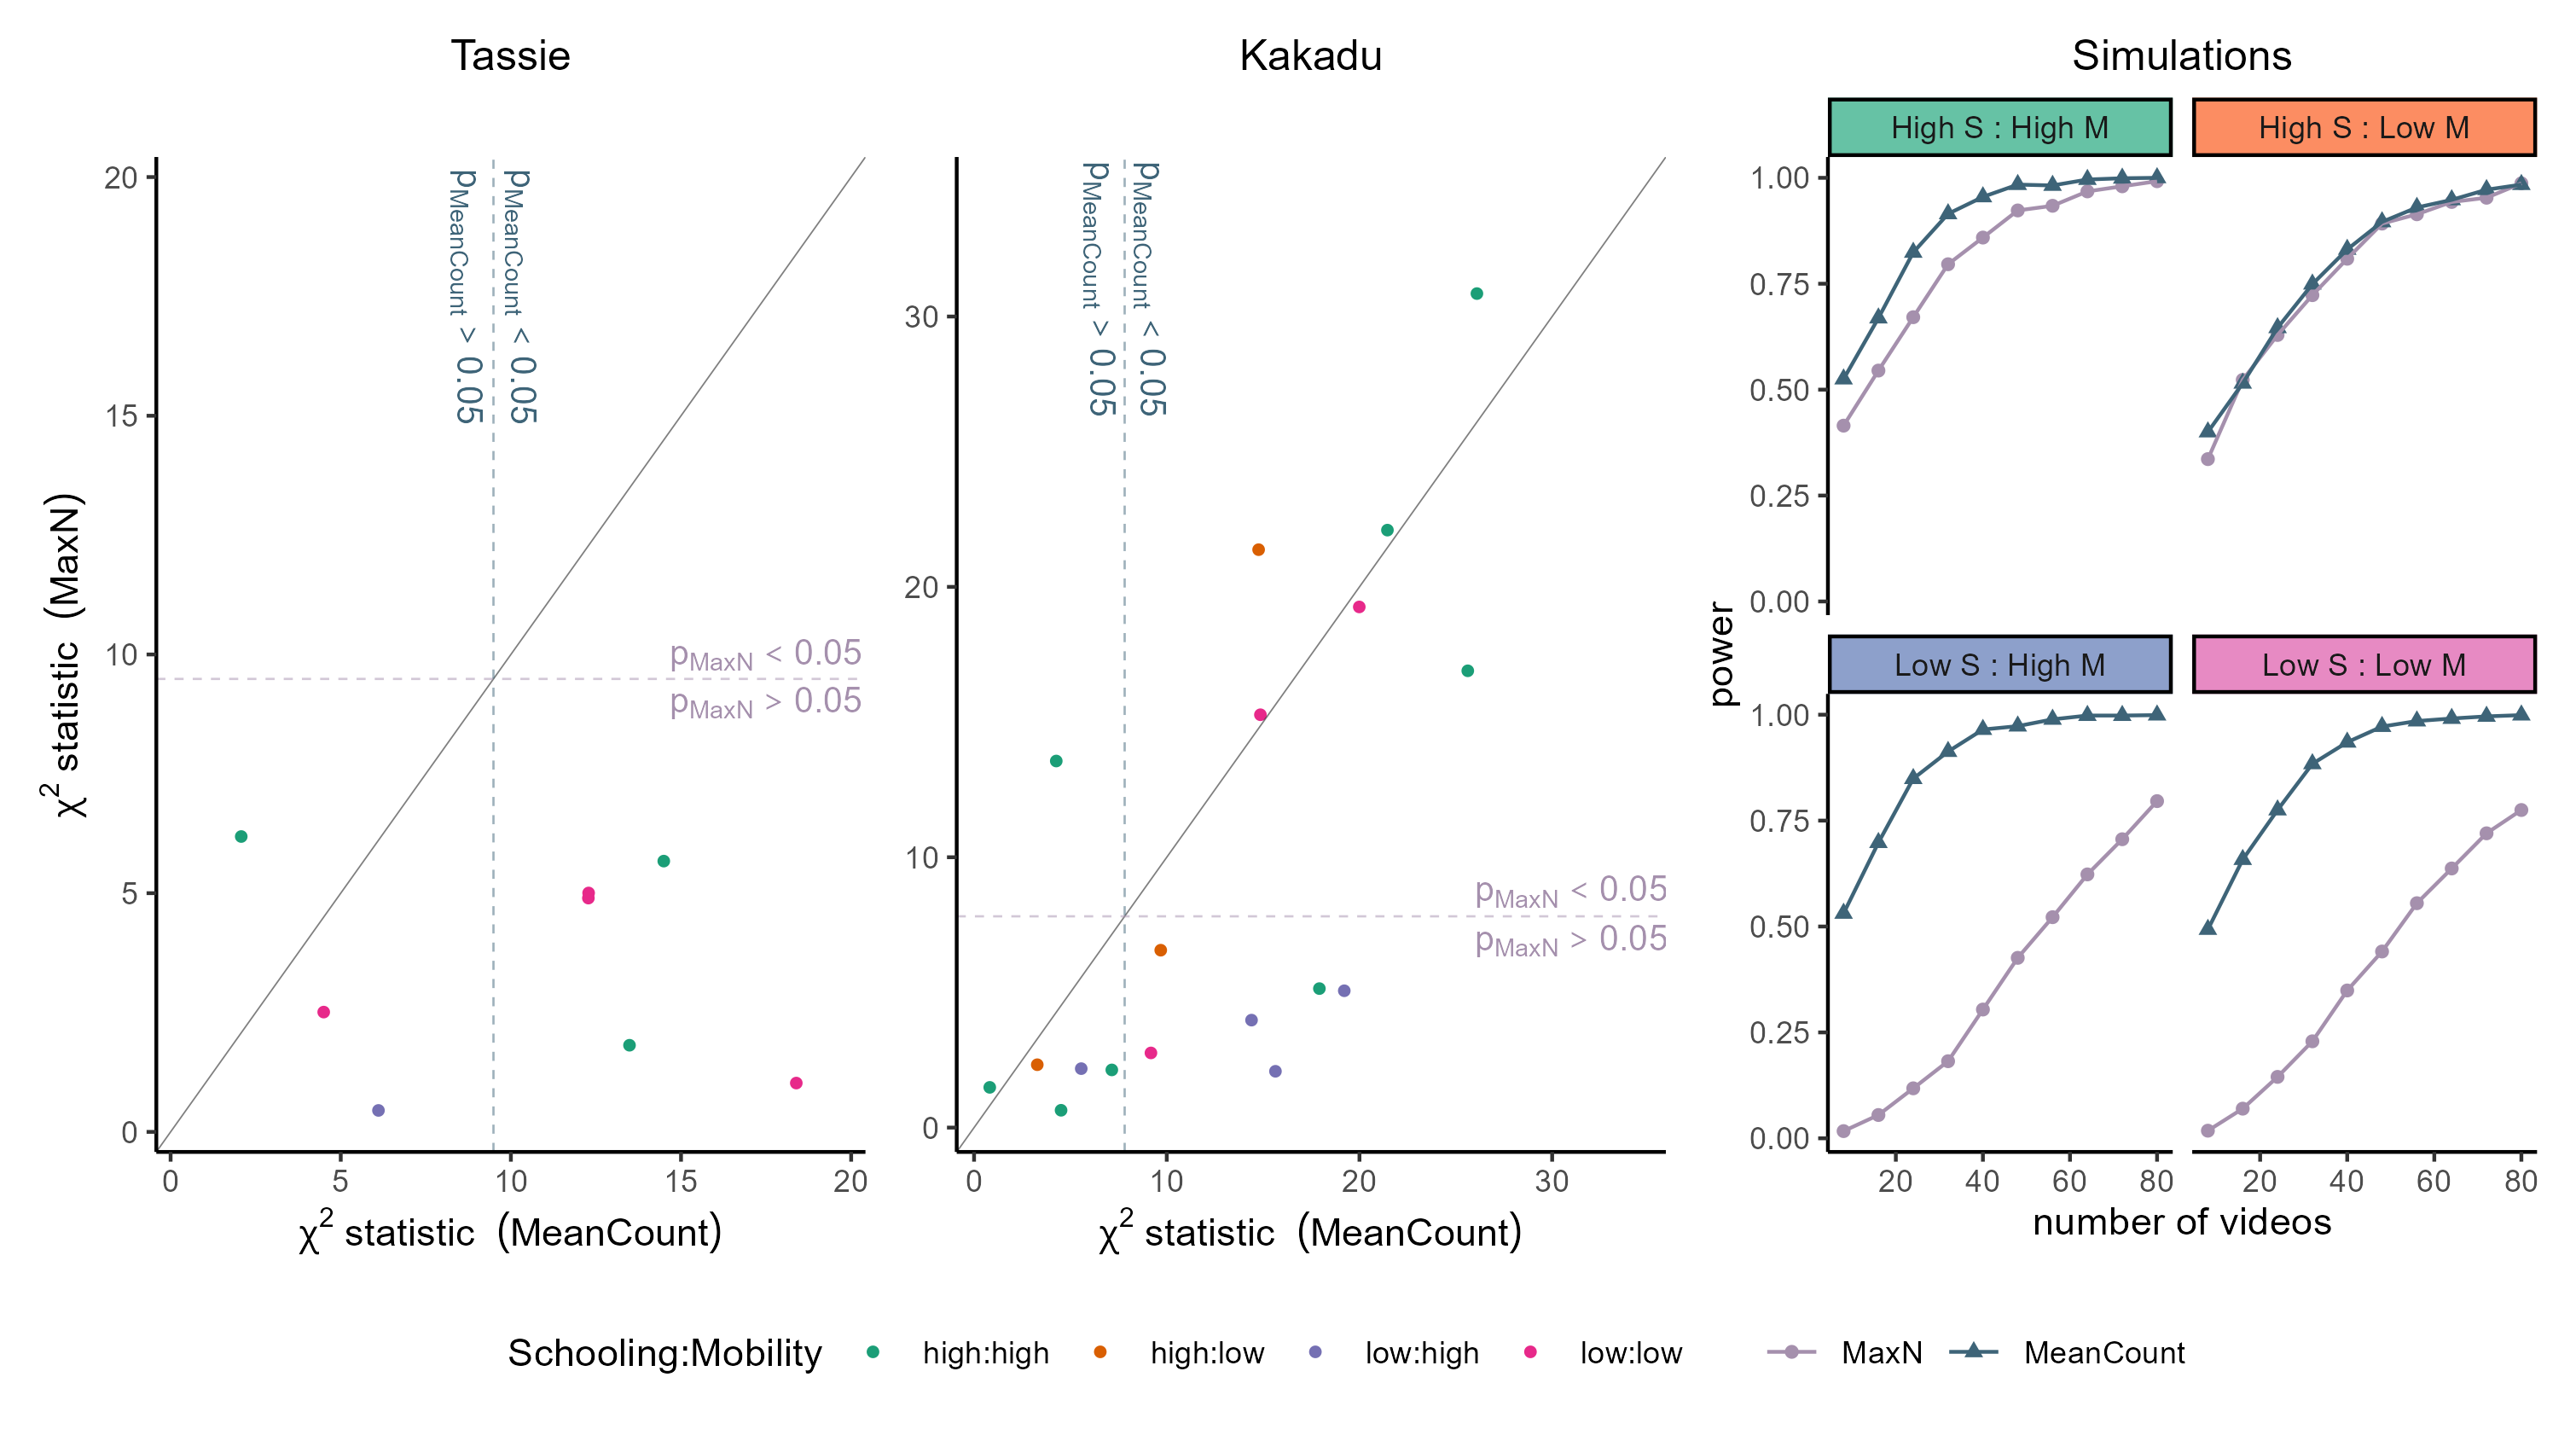 Tassie
Kakadu
Simulations
χ² statistic (MaxN)
20
15
10
5
0
pMeanCount > 0.05
pMeanCount < 0.05
pMaxN < 0.05
pMaxN > 0.05
0 5 10 15 20
χ² statistic (MeanCount)
30
20
10
0
pMeanCount > 0.05
pMeanCount < 0.05
pMaxN < 0.05
pMaxN > 0.05
0 10 20 30
χ² statistic (MeanCount)
power
High S : High M
High S : Low M
1.00
0.75
0.50
0.25
0.00
Low S : High M
Low S : Low M
1.00
0.75
0.50
0.25
0.00
20 40 60 80
20 40 60 80
number of videos
Schooling:Mobility high:high high:low low:high low:low MaxN MeanCount